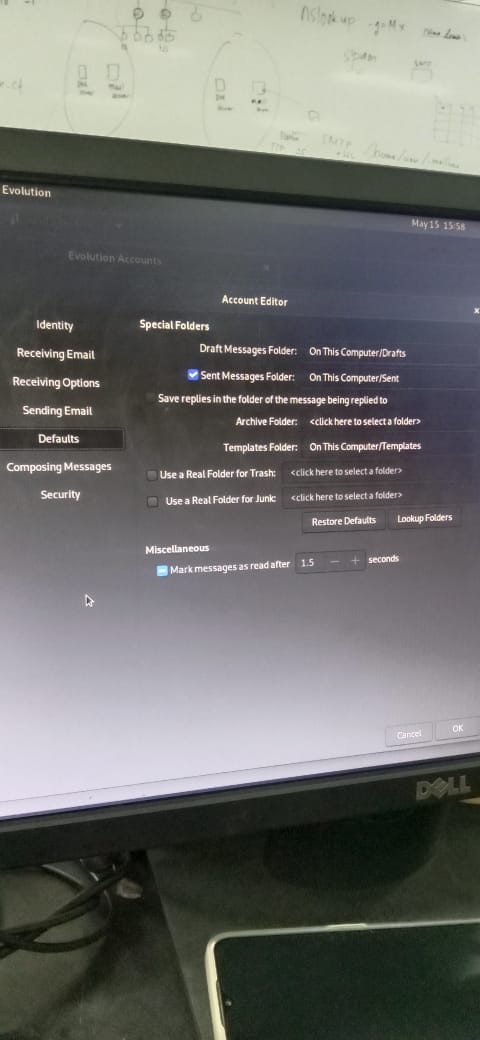 nslookup
SMTP
Evolution
May 15 15:58
Evolution Accounts
Account Editor
Identity
Receiving Email
Receiving Options
Sending Email
Defaults
Composing Messages
Security
Special Folders
Draft Messages Folder: On This Computer/Drafts
Sent Messages Folder: On This Computer/Sent
Save replies in the folder of the message being replied to
Archive Folder: <click here to select a folder>
Templates Folder: On This Computer/Templates
Use a Real Folder for Trash: <click here to select a folder>
Use a Real Folder for Junk: <click here to select a folder>
Restore Defaults Lookup Folders
Miscellaneous
Mark messages as read after 1.5 − + seconds
Cancel OK
DELL